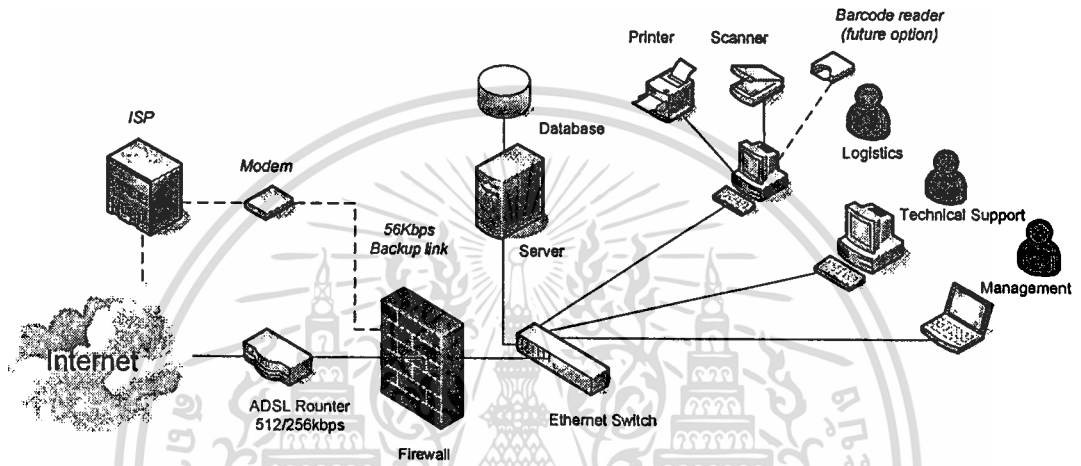 Printer
Scanner
Barcode reader
(future option)
ISP
Modem
Database
Logistics
56Kbps
Backup link
Server
Technical Support
Management
Internet
ADSL Rounter
512/256kbps
Ethernet Switch
Firewall